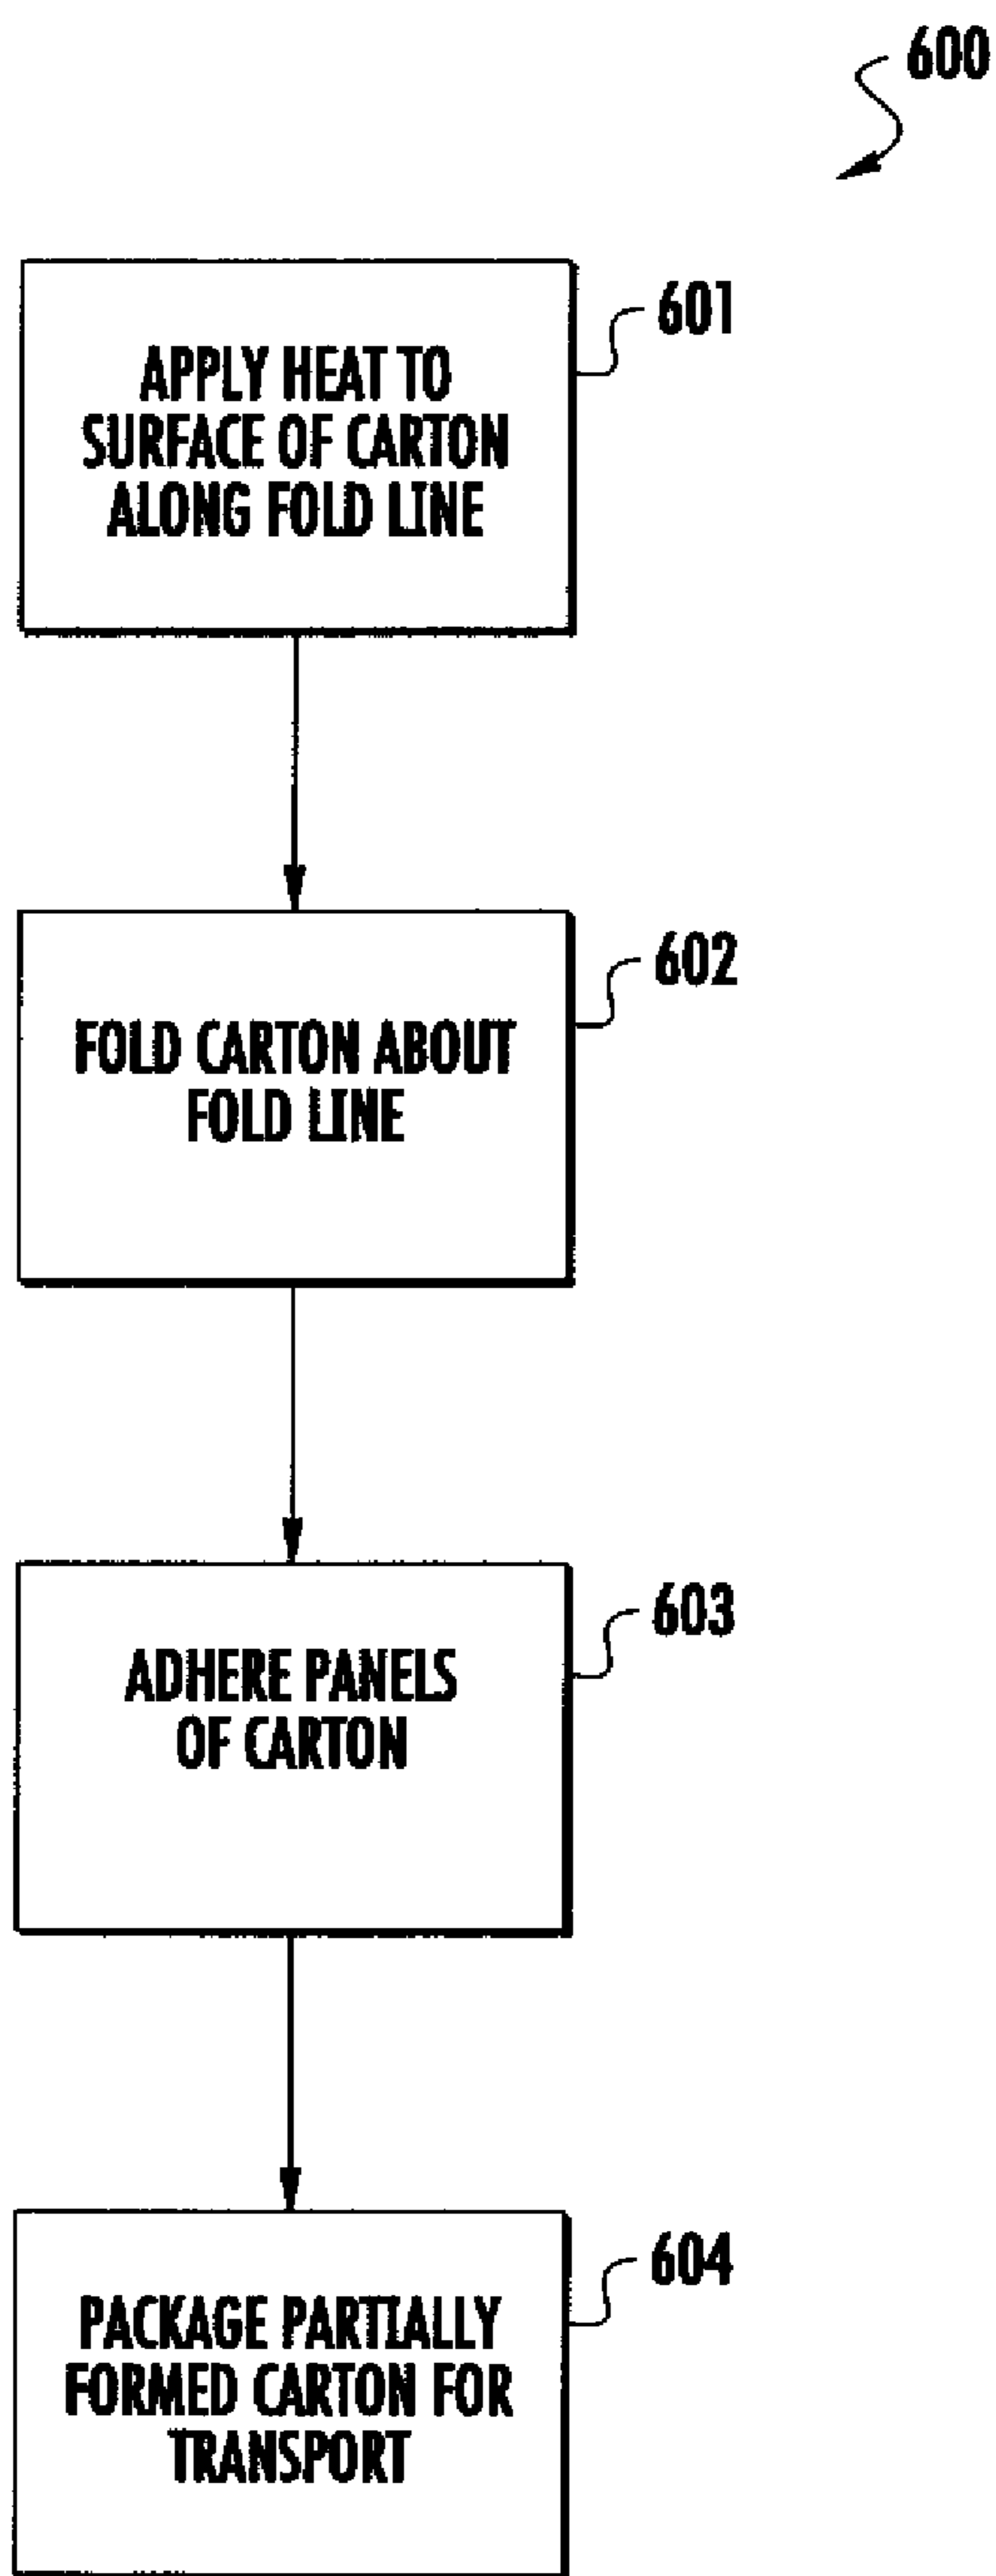 600
601
APPLY HEAT TO
SURFACE OF CARTON
ALONG FOLD LINE
602
FOLD CARTON ABOUT
FOLD LINE
603
ADHERE PANELS
OF CARTON
604
PACKAGE PARTIALLY
FORMED CARTON FOR
TRANSPORT